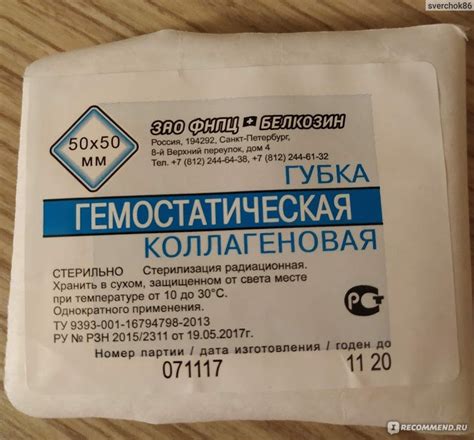 sverchok86
50x50
мм
ЗАО ФНПЦ БЕЛКОЗИН
Россия, 194292, Санкт-Петербург,
8-й Верхний переулок, дом 4
Тел. +7 (812) 244-64-38, +7 (812) 244-61-32
ГУБКА
ГЕМОСТАТИЧЕСКАЯ
КОЛЛАГЕНОВАЯ
СТЕРИЛЬНО Стерилизация радиационная.
Хранить в сухом, защищенном от света месте
при температуре от 10 до 30°С.
Однократного применения.
ТУ 9393-001-16794798-2013
РУ № РЗН 2015/2311 от 19.05.2017г.
Номер партии / дата изготовления / годен до
071117 11 20
IRECOMMEND.RU